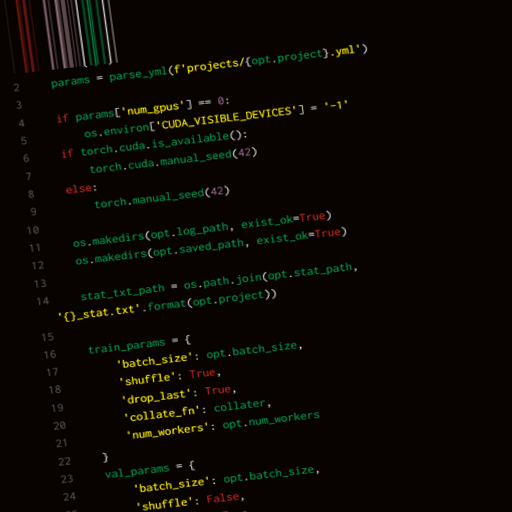 2 params = parse_yml(f'projects/{opt.project}.yml')
3
4 if params['num_gpus'] == 0:
5 os.environ['CUDA_VISIBLE_DEVICES'] = '-1'
6 if torch.cuda.is_available():
7 torch.cuda.manual_seed(42)
8 else:
9 torch.manual_seed(42)
10
11 os.makedirs(opt.log_path, exist_ok=True)
12 os.makedirs(opt.saved_path, exist_ok=True)
13
14 stat_txt_path = os.path.join(opt.stat_path,
'{}_stat.txt'.format(opt.project))
15
16 train_params = {
17 'batch_size': opt.batch_size,
18 'shuffle': True,
19 'drop_last': True,
20 'collate_fn': collater,
21 'num_workers': opt.num_workers
22 }
23 val_params = {
24 'batch_size': opt.batch_size,
'shuffle': False,